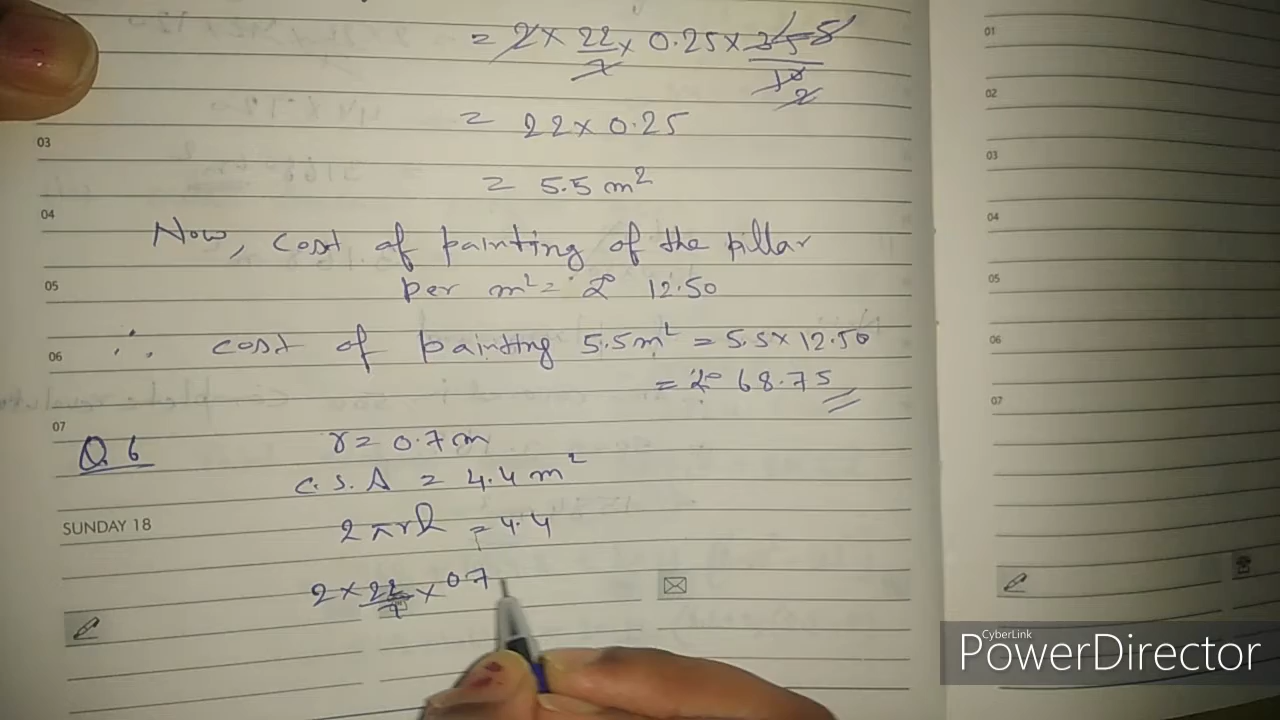 = 2 × 22/7 × 0.25 × 35/10
= 22 × 0.25
= 5.5 m²
Now, cost of painting of the pillar
per m² = ₹ 12.50
∴ cost of painting 5.5m² = 5.5 × 12.50
= ₹ 68.75
Q.6 r = 0.7 m
C.S.A = 4.4 m²
2πrh = 4.4
2 × 22/7 × 0.7
03
04
05
06
07
SUNDAY 18
01
02
03
04
05
06
07
CyberLink
PowerDirector